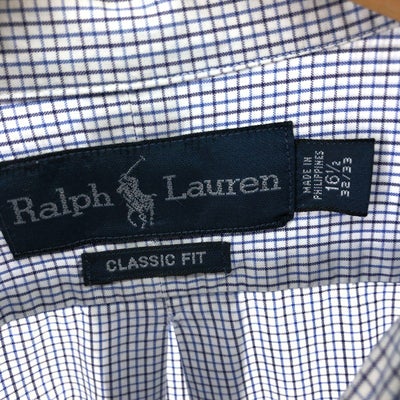 Ralph Lauren
CLASSIC FIT
MADE IN
PHILIPPINES
16½
32/33